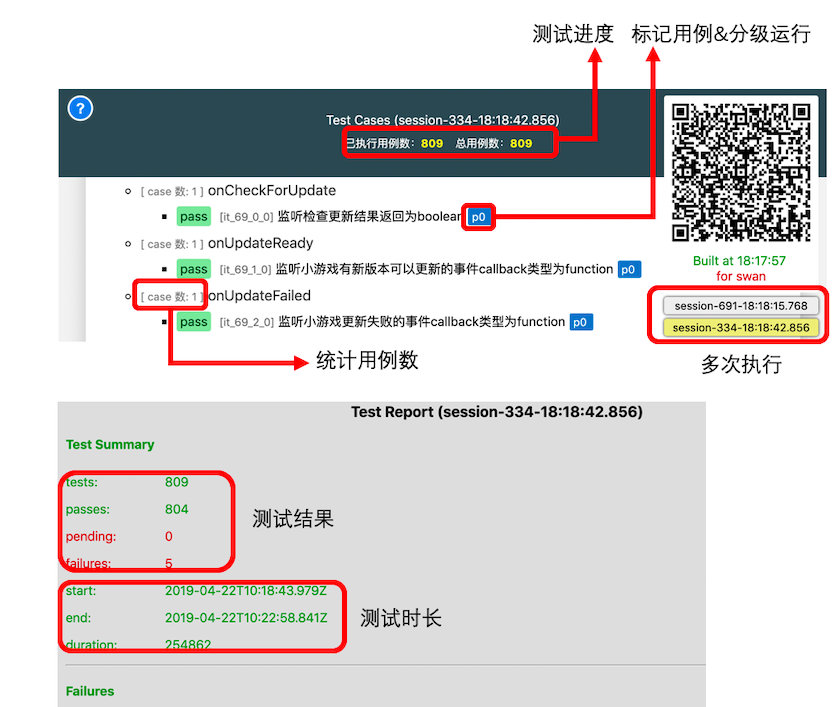 测试进度 标记用例&分级运行
?
Test Cases (session-334-18:18:42.856)
已执行用例数: 809 总用例数: 809
[ case 数: 1 ] onCheckForUpdate
pass [it_69_0_0] 监听检查更新结果返回为boolean p0
[ case 数: 1 ] onUpdateReady
pass [it_69_1_0] 监听小游戏有新版本可以更新的事件callback类型为function p0
[ case 数: 1 ] onUpdateFailed
pass [it_69_2_0] 监听小游戏更新失败的事件callback类型为function p0
Built at 18:17:57
for swan
session-691-18:18:15.768
session-334-18:18:42.856
统计用例数
多次执行
Test Report (session-334-18:18:42.856)
Test Summary
tests: 809
passes: 804
pending: 0
failures: 5
测试结果
start: 2019-04-22T10:18:43.979Z
end: 2019-04-22T10:22:58.841Z
duration: 254862
测试时长
Failures